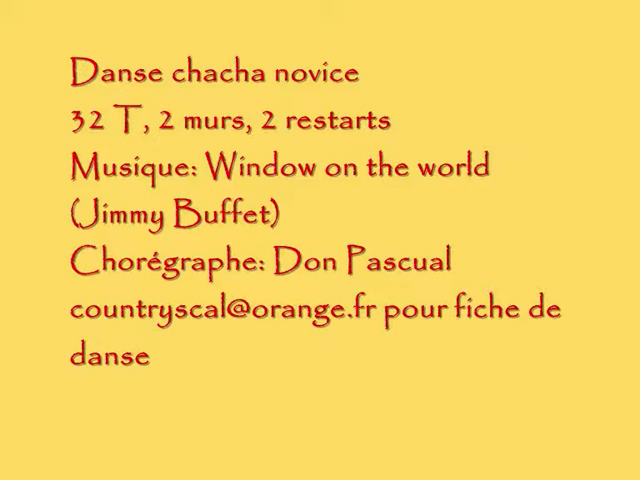 Danse chacha novice
32 T, 2 murs, 2 restarts
Musique: Window on the world
(Jimmy Buffet)
Chorégraphe: Don Pascual
countryscal@orange.fr pour fiche de
danse